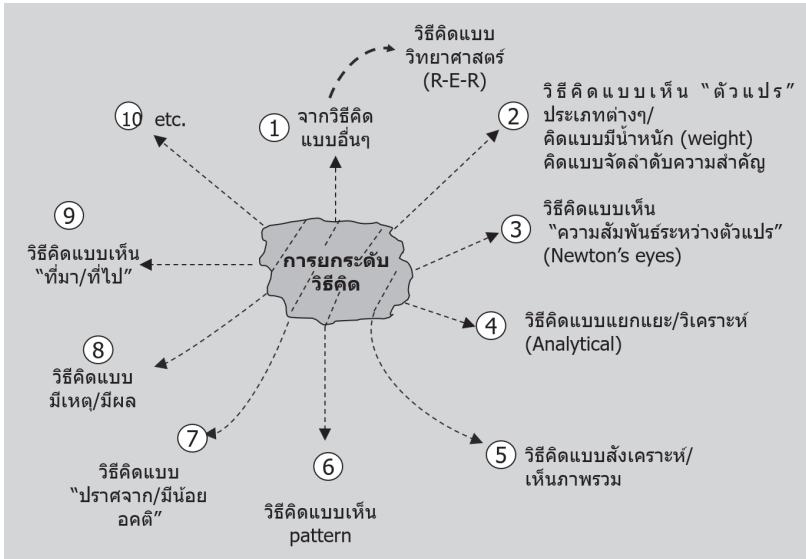 การยกระดับ
วิธีคิด
1
จากวิธีคิด
แบบอื่นๆ
วิธีคิดแบบ
วิทยาศาสตร์
(R-E-R)
2
วิธีคิดแบบเห็น “ตัวแปร”
ประเภทต่างๆ/
คิดแบบมีน้ำหนัก (weight)
คิดแบบจัดลำดับความสำคัญ
3
วิธีคิดแบบเห็น
“ความสัมพันธ์ระหว่างตัวแปร”
(Newton’s eyes)
4
วิธีคิดแบบแยกแยะ/วิเคราะห์
(Analytical)
5
วิธีคิดแบบสังเคราะห์/
เห็นภาพรวม
6
วิธีคิดแบบเห็น
pattern
7
วิธีคิดแบบ
“ปราศจาก/มีน้อย
อคติ”
8
วิธีคิดแบบ
มีเหตุ/มีผล
9
วิธีคิดแบบเห็น
“ที่มา/ที่ไป”
10 etc.